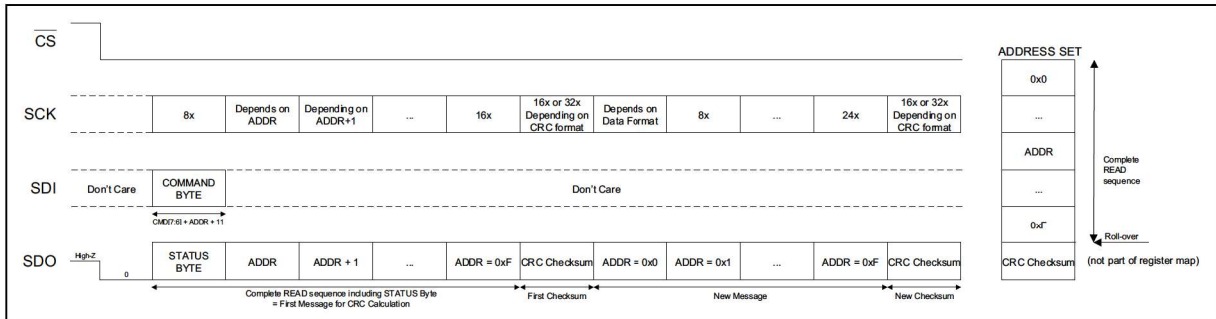 CS
ADDRESS SET
0x0
SCK
8x
Depends on
ADDR
Depending on
ADDR+1
...
16x
16x or 32x
Depending on
CRC format
Depends on
Data Format
8x
...
24x
16x or 32x
Depending on
CRC format
...
ADDR
Complete
READ
sequence
SDI
Don't Care
COMMAND
BYTE
Don't Care
...
CMD[7:6] + ADDR + 11
Roll-over
SDO
High-Z
0
STATUS
BYTE
ADDR
ADDR + 1
...
ADDR = 0xF
CRC Checksum
ADDR = 0x0
ADDR = 0x1
...
ADDR = 0xF
CRC Checksum
CRC Checksum
(not part of register map)
Complete READ sequence including STATUS Byte
= First Message for CRC Calculation
First Checksum
New Message
New Checksum